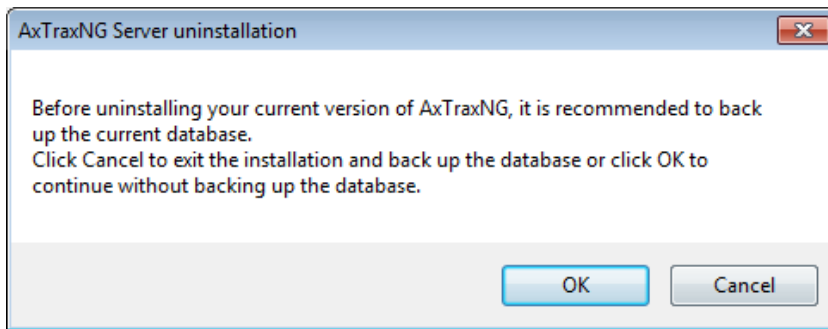 AxTraxNG Server uninstallation
Before uninstalling your current version of AxTraxNG, it is recommended to back
up the current database.
Click Cancel to exit the installation and back up the database or click OK to
continue without backing up the database.
OK
Cancel